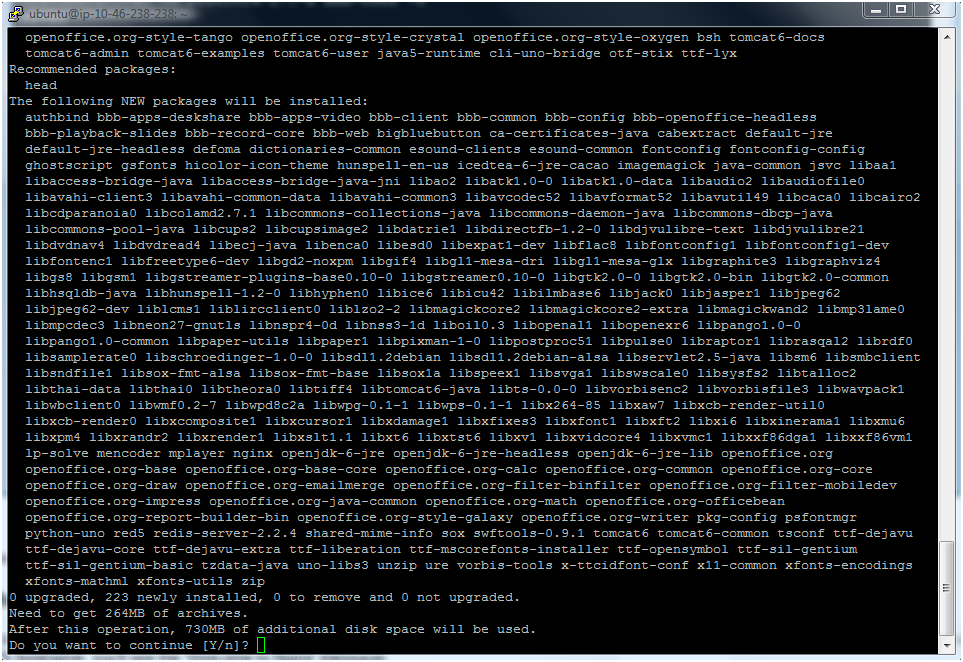 ubuntu@ip-10-46-238-238: ~
openoffice.org-style-tango openoffice.org-style-crystal openoffice.org-style-oxygen bsh tomcat6-docs
tomcat6-admin tomcat6-examples tomcat6-user java5-runtime cli-uno-bridge otf-stix ttf-lyx
Recommended packages:
head
The following NEW packages will be installed:
authbind bbb-apps-deskshare bbb-apps-video bbb-client bbb-common bbb-config bbb-openoffice-headless
bbb-playback-slides bbb-record-core bbb-web bigbluebutton ca-certificates-java cabextract default-jre
default-jre-headless defoma dictionaries-common esound-clients esound-common fontconfig fontconfig-config
ghostscript gsfonts hicolor-icon-theme hunspell-en-us icedtea-6-jre-cacao imagemagick java-common jsvc libaa1
libaccess-bridge-java libaccess-bridge-java-jni libao2 libatk1.0-0 libatk1.0-data libaudio2 libaudiofile0
libavahi-client3 libavahi-common-data libavahi-common3 libavcodec52 libavformat52 libavutil49 libcaca0 libcairo2
libcdparanoia0 libcolamd2.7.1 libcommons-collections-java libcommons-daemon-java libcommons-dbcp-java
libcommons-pool-java libcups2 libcupsimage2 libdatrie1 libdirectfb-1.2-0 libdjvulibre-text libdjvulibre21
libdvdnav4 libdvdread4 libecj-java libenca0 libesd0 libexpat1-dev libflac8 libfontconfig1 libfontconfig1-dev
libfontenc1 libfreetype6-dev libgd2-noxpm libgif4 libgl1-mesa-dri libgl1-mesa-glx libgraphite3 libgraphviz4
libgs8 libgsm1 libgstreamer-plugins-base0.10-0 libgstreamer0.10-0 libgtk2.0-0 libgtk2.0-bin libgtk2.0-common
libhsqldb-java libhunspell-1.2-0 libhyphen0 libice6 libicu42 libilmbase6 libjack0 libjasper1 libjpeg62
libjpeg62-dev liblcms1 liblircclient0 liblzo2-2 libmagickcore2 libmagickcore2-extra libmagickwand2 libmp3lame0
libmpcdec3 libneon27-gnutls libnspr4-0d libnss3-1d liboil0.3 libopenal1 libopenexr6 libpango1.0-0
libpango1.0-common libpaper-utils libpaper1 libpixman-1-0 libpostproc51 libpulse0 libraptor1 librasqal2 librdf0
libsamplerate0 libschroedinger-1.0-0 libsdl1.2debian libsdl1.2debian-alsa libservlet2.5-java libsm6 libsmbclient
libsndfile1 libsox-fmt-alsa libsox-fmt-base libsox1a libspeex1 libsvga1 libswscale0 libsysfs2 libtalloc2
libthai-data libthai0 libtheora0 libtiff4 libtomcat6-java libts-0.0-0 libvorbisenc2 libvorbisfile3 libwavpack1
libwbclient0 libwmf0.2-7 libwpd8c2a libwpg-0.1-1 libwps-0.1-1 libx264-85 libxaw7 libxcb-render-util0
libxcb-render0 libxcomposite1 libxcursor1 libxdamage1 libxfixes3 libxfont1 libxft2 libxi6 libxinerama1 libxmu6
libxpm4 libxrandr2 libxrender1 libxslt1.1 libxt6 libxtst6 libxv1 libxvidcore4 libxvmc1 libxxf86dga1 libxxf86vm1
lp-solve mencoder mplayer nginx openjdk-6-jre openjdk-6-jre-headless openjdk-6-jre-lib openoffice.org
openoffice.org-base openoffice.org-base-core openoffice.org-calc openoffice.org-common openoffice.org-core
openoffice.org-draw openoffice.org-emailmerge openoffice.org-filter-binfilter openoffice.org-filter-mobiledev
openoffice.org-impress openoffice.org-java-common openoffice.org-math openoffice.org-officebean
openoffice.org-report-builder-bin openoffice.org-style-galaxy openoffice.org-writer pkg-config psfontmgr
python-uno red5 redis-server-2.2.4 shared-mime-info sox swftools-0.9.1 tomcat6 tomcat6-common tsconf ttf-dejavu
ttf-dejavu-core ttf-dejavu-extra ttf-liberation ttf-mscorefonts-installer ttf-opensymbol ttf-sil-gentium
ttf-sil-gentium-basic tzdata-java uno-libs3 unzip ure vorbis-tools x-ttcidfont-conf x11-common xfonts-encodings
xfonts-mathml xfonts-utils zip
0 upgraded, 223 newly installed, 0 to remove and 0 not upgraded.
Need to get 264MB of archives.
After this operation, 730MB of additional disk space will be used.
Do you want to continue [Y/n]?